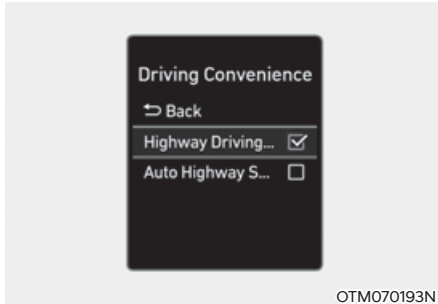 Driving Convenience
Back
Highway Driving...
Auto Highway S...
OTM070193N